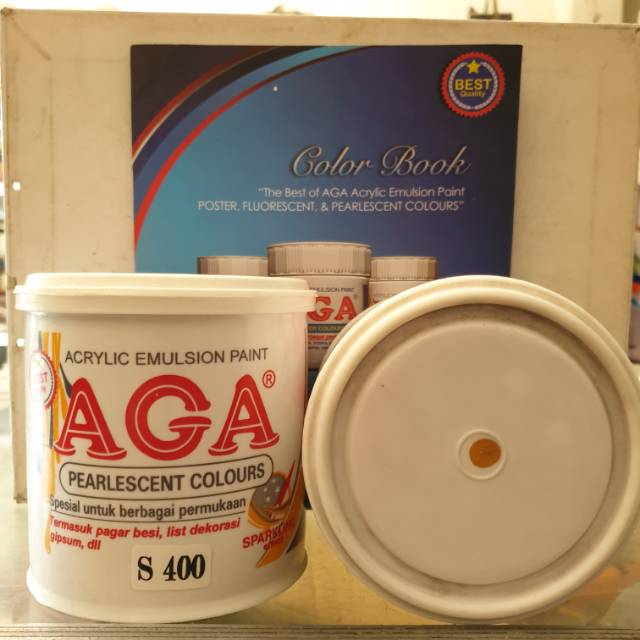 BEST
Quality
Color Book
"The Best of AGA Acrylic Emulsion Paint
POSTER, FLUORESCENT, & PEARLESCENT COLOURS"
ACRYLIC EMULSION PAINT
AGA®
PEARLESCENT COLOURS
Spesial untuk berbagai permukaan
Termasuk pagar besi, list dekorasi
gipsum, dll
S 400
BEST